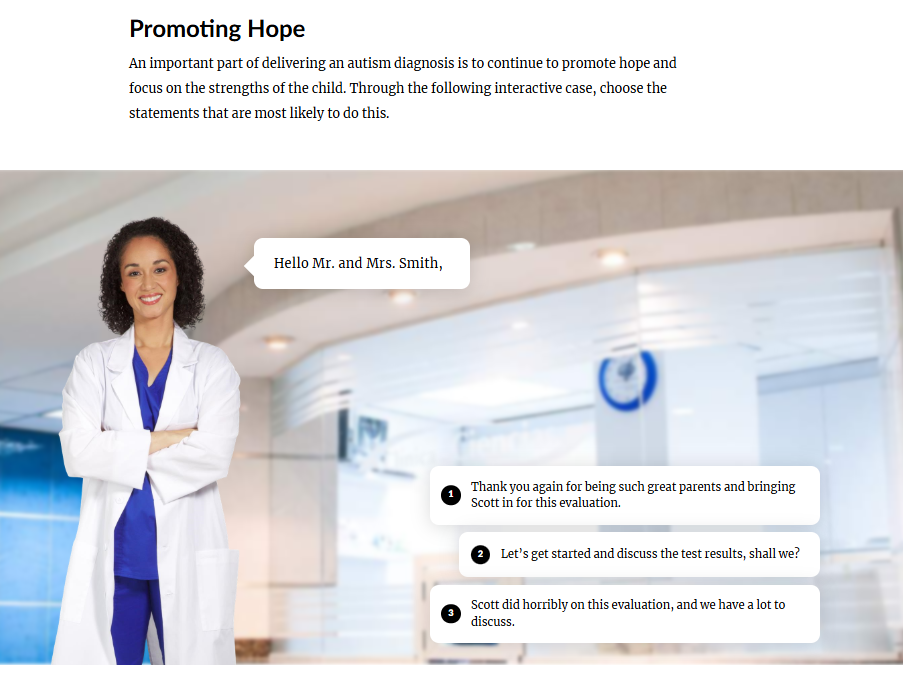 Promoting Hope
An important part of delivering an autism diagnosis is to continue to promote hope and
focus on the strengths of the child. Through the following interactive case, choose the
statements that are most likely to do this.
Hello Mr. and Mrs. Smith,
1 Thank you again for being such great parents and bringing
Scott in for this evaluation.
2 Let’s get started and discuss the test results, shall we?
3 Scott did horribly on this evaluation, and we have a lot to
discuss.